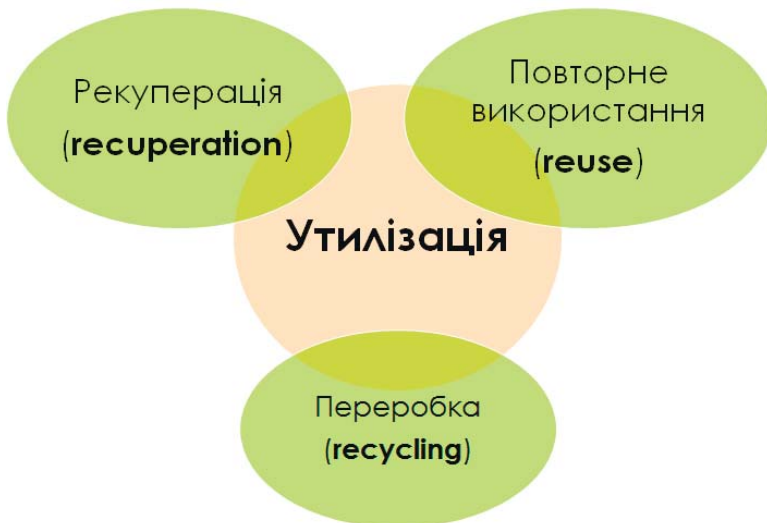 Рекуперація
(recuperation)
Повторне
використання
(reuse)
Утилізація
Переробка
(recycling)